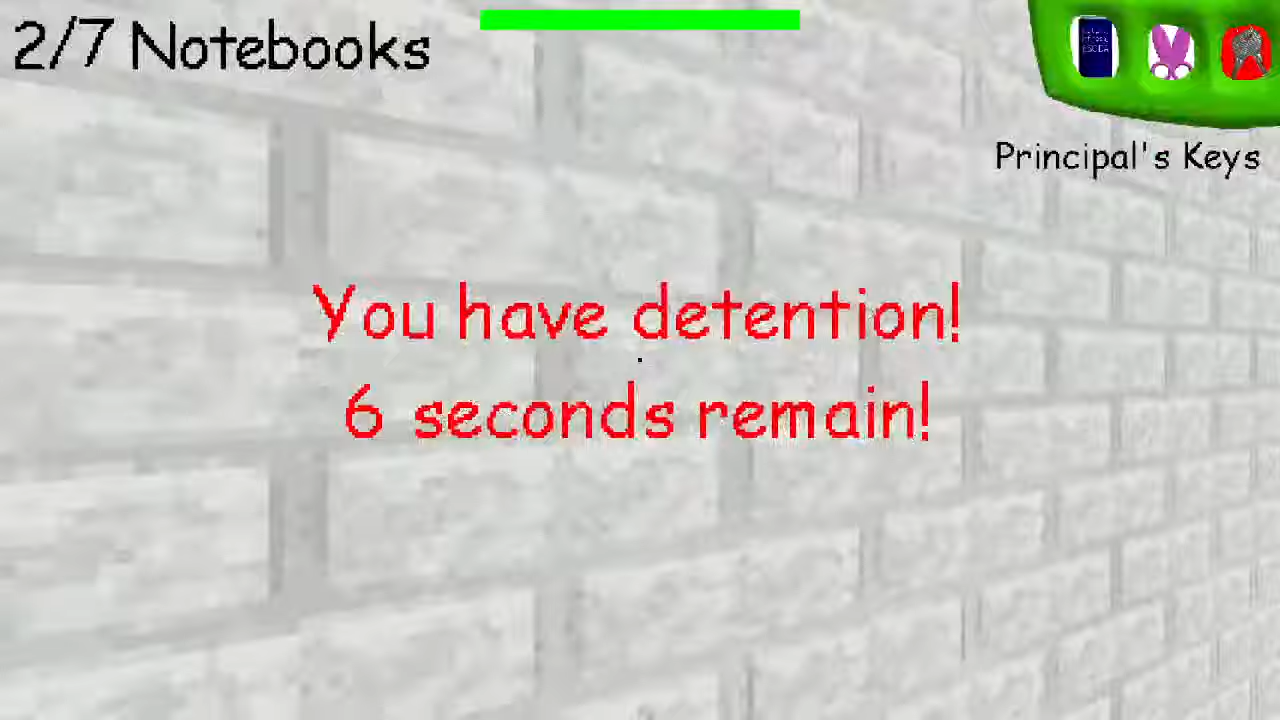 2/7 Notebooks
Principal's Keys
You have detention!
6 seconds remain!